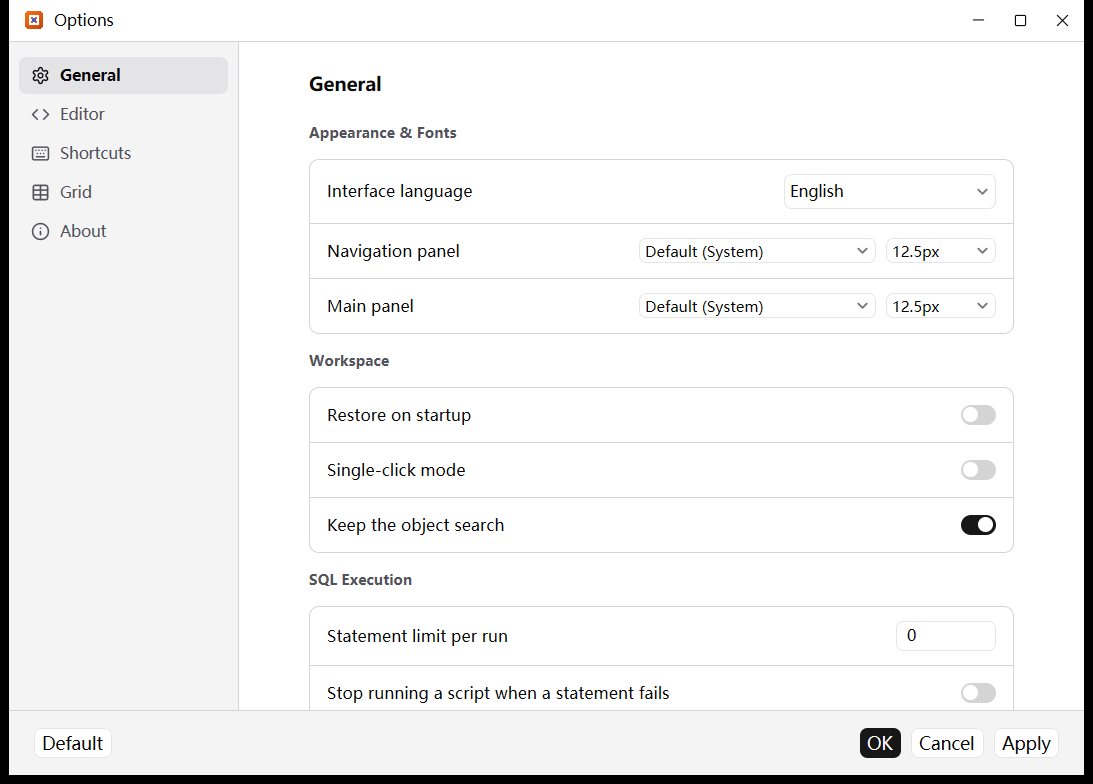 Options
General
Editor
Shortcuts
Grid
About
General
Appearance & Fonts
Interface language English
Navigation panel Default (System) 12.5px
Main panel Default (System) 12.5px
Workspace
Restore on startup
Single-click mode
Keep the object search
SQL Execution
Statement limit per run 0
Stop running a script when a statement fails
Default OK Cancel Apply